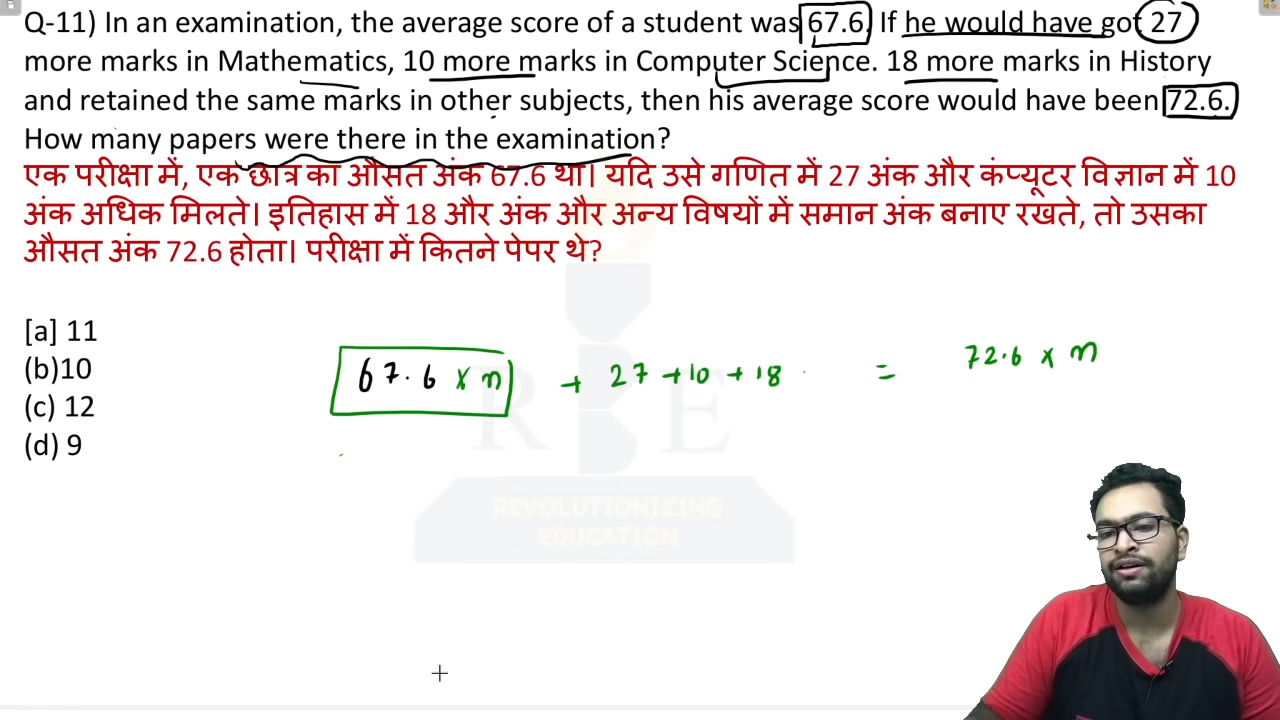 Q-11) In an examination, the average score of a student was 67.6. If he would have got 27
more marks in Mathematics, 10 more marks in Computer Science. 18 more marks in History
and retained the same marks in other subjects, then his average score would have been 72.6.
How many papers were there in the examination?
एक परीक्षा में, एक छात्र का औसत अंक 67.6 था। यदि उसे गणित में 27 अंक और कंप्यूटर विज्ञान में 10
अंक अधिक मिलते। इतिहास में 18 और अंक और अन्य विषयों में समान अंक बनाए रखते, तो उसका
औसत अंक 72.6 होता। परीक्षा में कितने पेपर थे?
[a] 11
(b)10
(c) 12
(d) 9
67.6 x n + 27 + 10 + 18 = 72.6 x n
R B E
REVOLUTIONIZING
EDUCATION